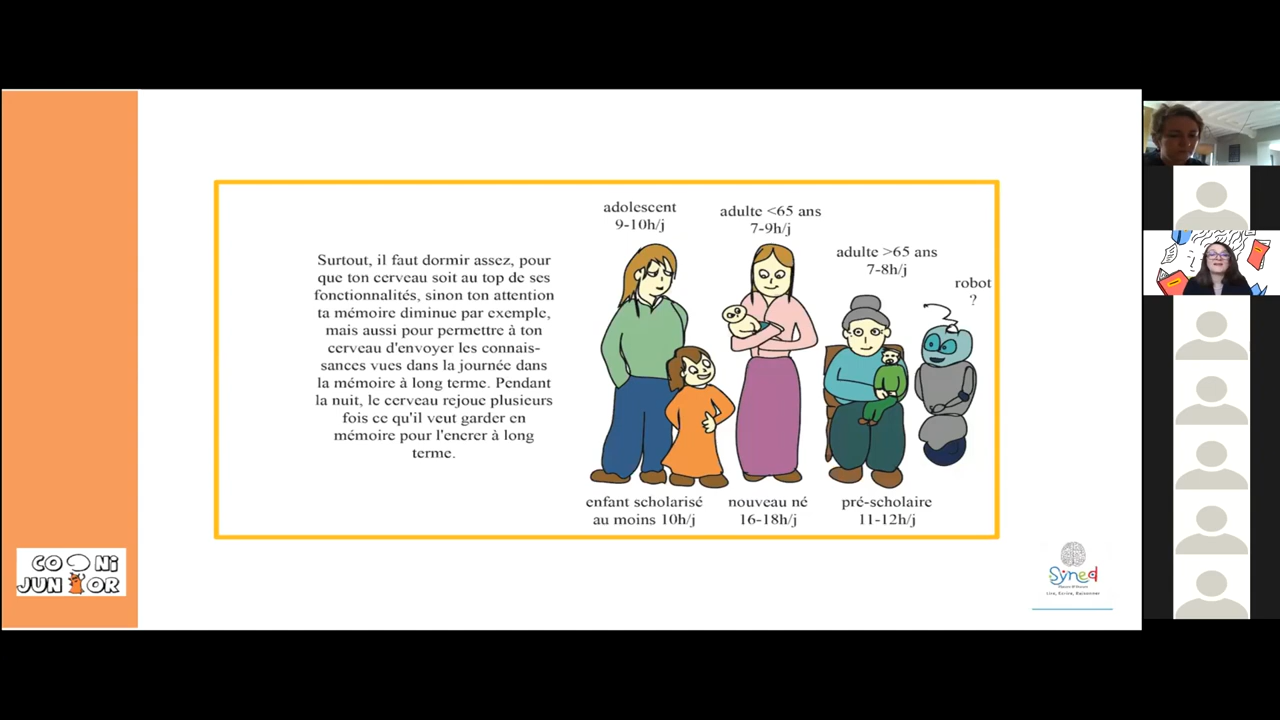 adolescent
9-10h/j
adulte <65 ans
7-9h/j
adulte >65 ans
7-8h/j
robot
?
Surtout, il faut dormir assez, pour
que ton cerveau soit au top de ses
fonctionnalités, sinon ton attention
ta mémoire diminue par exemple,
mais aussi pour permettre à ton
cerveau d'envoyer les connais-
sances vues dans la journée dans
la mémoire à long terme. Pendant
la nuit, le cerveau rejoue plusieurs
fois ce qu'il veut garder en
mémoire pour l'encrer à long
terme.
enfant scholarisé
au moins 10h/j
nouveau né
16-18h/j
pré-scholaire
11-12h/j
CO NI
JUNIOR
Syned
Lire, Ecrire, Raisonner